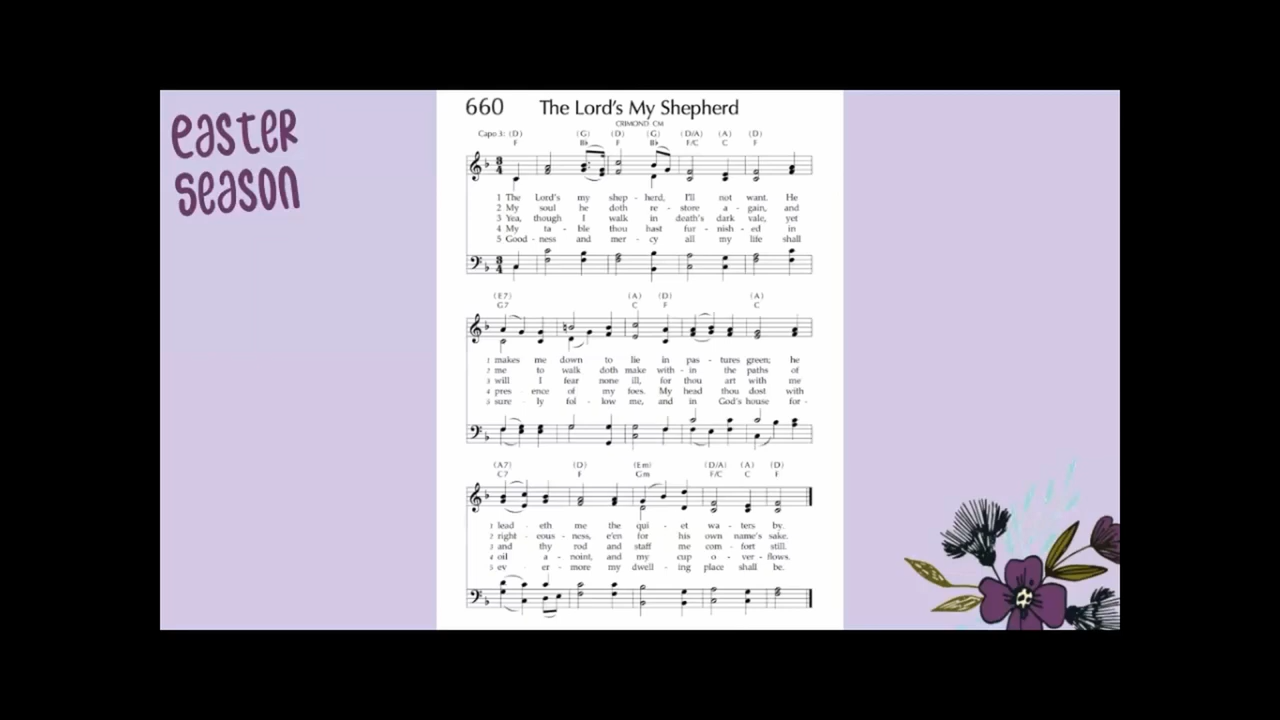 EASTER
SEASON
660 The Lord's My Shepherd
CRIMOND CM
Capo 3: (D) (G) (D) (G) (D/A) (A) (D)
F B♭ F B♭ F/C C F
1 The Lord's my shep - herd, I'll not want. He
2 My soul he doth re - store a - gain, and
3 Yea, though I walk in death's dark vale, yet
4 My ta - ble thou hast fur - nish - ed in
5 Good - ness and mer - cy all my life shall
(E7) (A) (D) (A)
G7 C F C
1 makes me down to lie in pas - tures green; he
2 me to walk doth make with - in the paths of
3 will I fear none ill, for thou art with me
4 pres - ence of my foes. My head thou dost with
5 sure - ly fol - low me, and in God's house for -
(A7) (D) (Em) (D/A) (A) (D)
C7 F Gm F/C C F
1 lead - eth me the qui - et wa - ters by.
2 right - eous - ness, e'en for his own name's sake.
3 and thy rod and staff me com - fort still.
4 oil a - noint, and my cup o - ver - flows.
5 ev - er - more my dwell - ing place shall be.